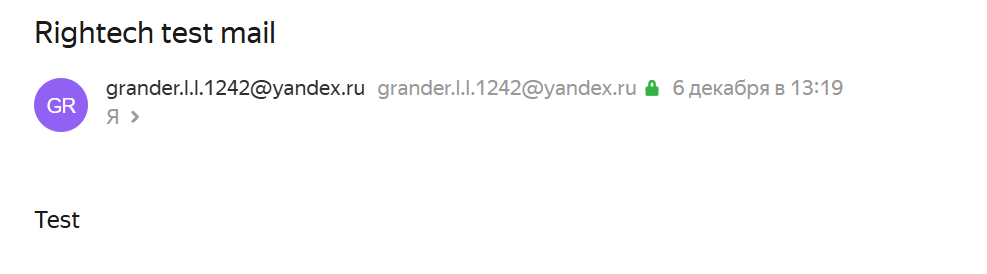 Rightech test mail
GR grander.l.l.1242@yandex.ru grander.l.l.1242@yandex.ru 6 декабря в 13:19
Я >
Test